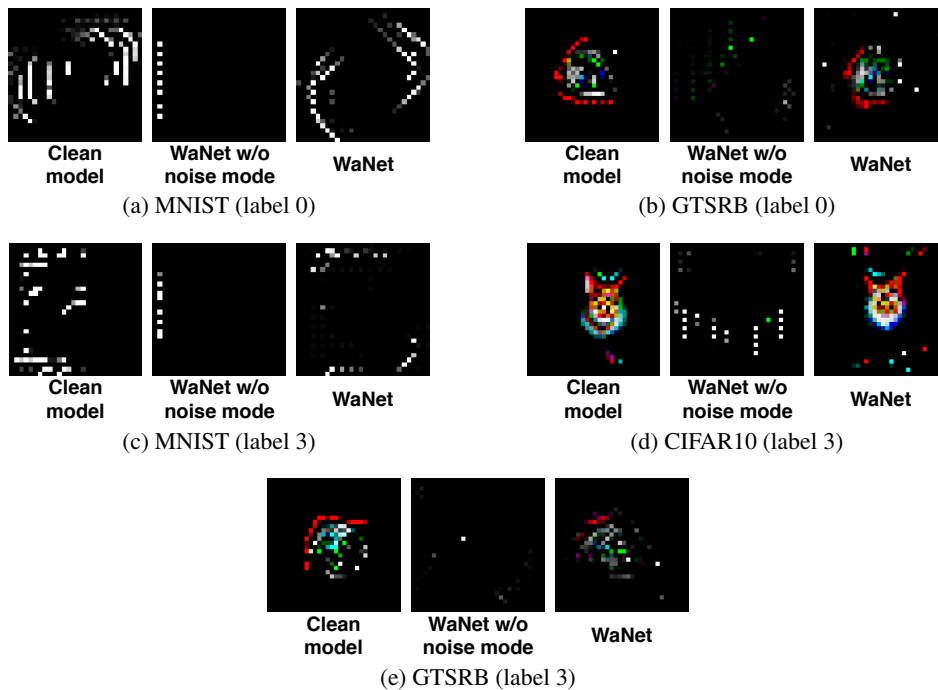 Clean
model
WaNet w/o
noise mode
WaNet
(a) MNIST (label 0)
Clean
model
WaNet w/o
noise mode
WaNet
(b) GTSRB (label 0)
Clean
model
WaNet w/o
noise mode
WaNet
(c) MNIST (label 3)
Clean
model
WaNet w/o
noise mode
WaNet
(d) CIFAR10 (label 3)
Clean
model
WaNet w/o
noise mode
WaNet
(e) GTSRB (label 3)